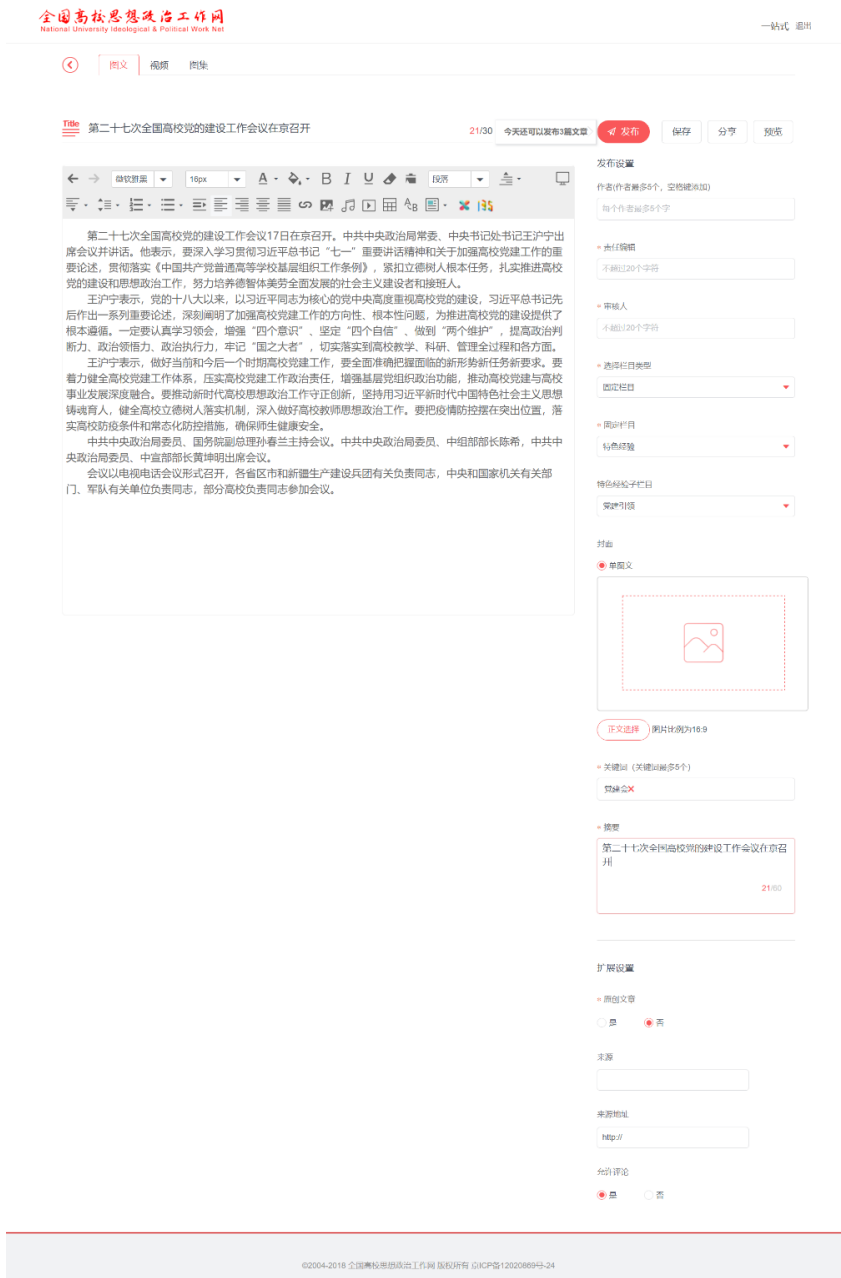 全国高校思想政治工作网
National University Ideological & Political Work Net
一站式 退出
图文 视频 图集
Title 第二十七次全国高校党的建设工作会议在京召开 21/30 今天还可以发布3篇文章 发布 保存 分享 预览
微软雅黑 16px A B I U 段落
第二十七次全国高校党的建设工作会议17日在京召开。中共中央政治局常委、中央书记处书记王沪宁出
席会议并讲话。他表示，要深入学习贯彻习近平总书记“七一”重要讲话精神和关于加强高校党建工作的重
要论述，贯彻落实《中国共产党普通高等学校基层组织工作条例》，紧扣立德树人根本任务，扎实推进高校
党的建设和思想政治工作，努力培养德智体美劳全面发展的社会主义建设者和接班人。
王沪宁表示，党的十八大以来，以习近平同志为核心的党中央高度重视高校党的建设，习近平总书记先
后作出一系列重要论述，深刻阐明了加强高校党建工作的方向性、根本性问题，为推进高校党的建设提供了
根本遵循。一定要认真学习领会，增强“四个意识”、坚定“四个自信”、做到“两个维护”，提高政治判
断力、政治领悟力、政治执行力，牢记“国之大者”，切实落实到高校教学、科研、管理全过程和各方面。
王沪宁表示，做好当前和今后一个时期高校党建工作，要全面准确把握面临的新形势新任务新要求。要
着力健全高校党建工作体系，压实高校党建工作政治责任，增强基层党组织政治功能，推动高校党建与高校
事业发展深度融合。要推动新时代高校思想政治工作守正创新，坚持用习近平新时代中国特色社会主义思想
铸魂育人，健全高校立德树人落实机制，深入做好高校教师思想政治工作。要把疫情防控摆在突出位置，落
实高校防疫条件和常态化防控措施，确保师生健康安全。
中共中央政治局委员、国务院副总理孙春兰主持会议。中共中央政治局委员、中组部部长陈希，中共中
央政治局委员、中宣部部长黄坤明出席会议。
会议以电视电话会议形式召开，各省区市和新疆生产建设兵团有关负责同志，中央和国家机关有关部
门、军队有关单位负责同志，部分高校负责同志参加会议。
发布设置
作者(作者最多5个，空格键添加)
每个作者最多5个字
* 责任编辑
不超过20个字符
* 审核人
不超过20个字符
* 选择栏目类型
固定栏目
* 固定栏目
特色经验
特色经验子栏目
党建引领
封面
单图文
正文选择 图片比例为16:9
* 关键词（关键词最多5个）
党建会×
* 摘要
第二十七次全国高校党的建设工作会议在京召
开
21/60
扩展设置
* 原创文章
是 否
来源
来源地址
http://
允许评论
是 否
©2004-2018 全国高校思想政治工作网 版权所有 京ICP备12020869号-24